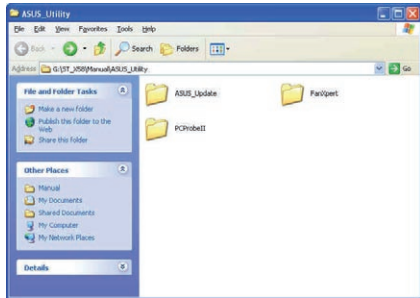 ASUS_Utility
File Edit View Favorites Tools Help
Back Search Folders
Address G:\ST_X58\Manual\ASUS_Utility Go
File and Folder Tasks
Make a new folder
Publish this folder to the
Web
Share this folder
Other Places
Manual
My Documents
Shared Documents
My Computer
My Network Places
Details
ASUS_Update
FanXpert
PCProbeII